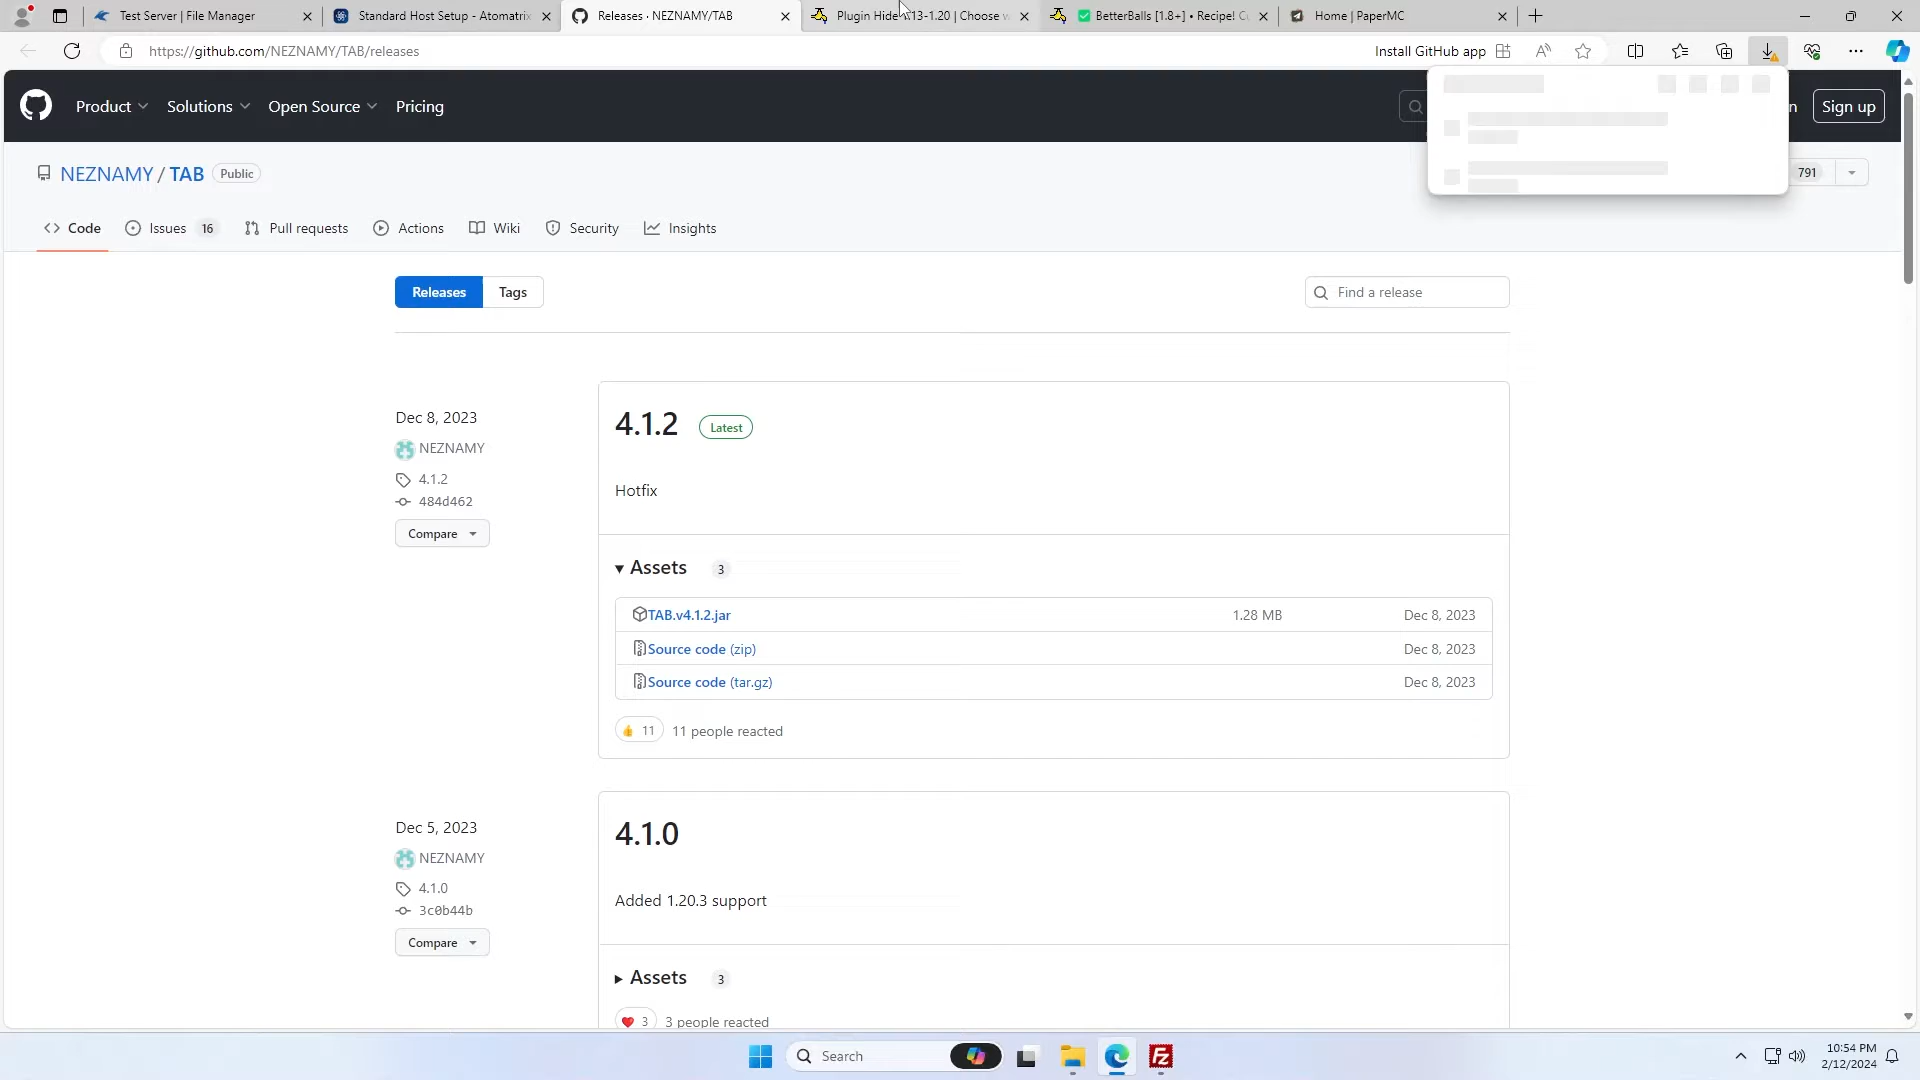 Test Server | File Manager
Standard Host Setup - Atomatrix
Releases · NEZNAMY/TAB
Plugin Hide 1.13-1.20 | Choose w
BetterBalls [1.8+] • Recipe! Cu
Home | PaperMC
https://github.com/NEZNAMY/TAB/releases
Install GitHub app
Product
Solutions
Open Source
Pricing
Sign up
NEZNAMY / TAB
Public
791
Code
Issues 16
Pull requests
Actions
Wiki
Security
Insights
Releases
Tags
Find a release
Dec 8, 2023
NEZNAMY
4.1.2
484d462
Compare
4.1.2
Latest
Hotfix
Assets 3
TAB.v4.1.2.jar 1.28 MB Dec 8, 2023
Source code (zip) Dec 8, 2023
Source code (tar.gz) Dec 8, 2023
11
11 people reacted
Dec 5, 2023
NEZNAMY
4.1.0
3c0b44b
Compare
4.1.0
Added 1.20.3 support
Assets 3
3
3 people reacted
Search
10:54 PM
2/12/2024